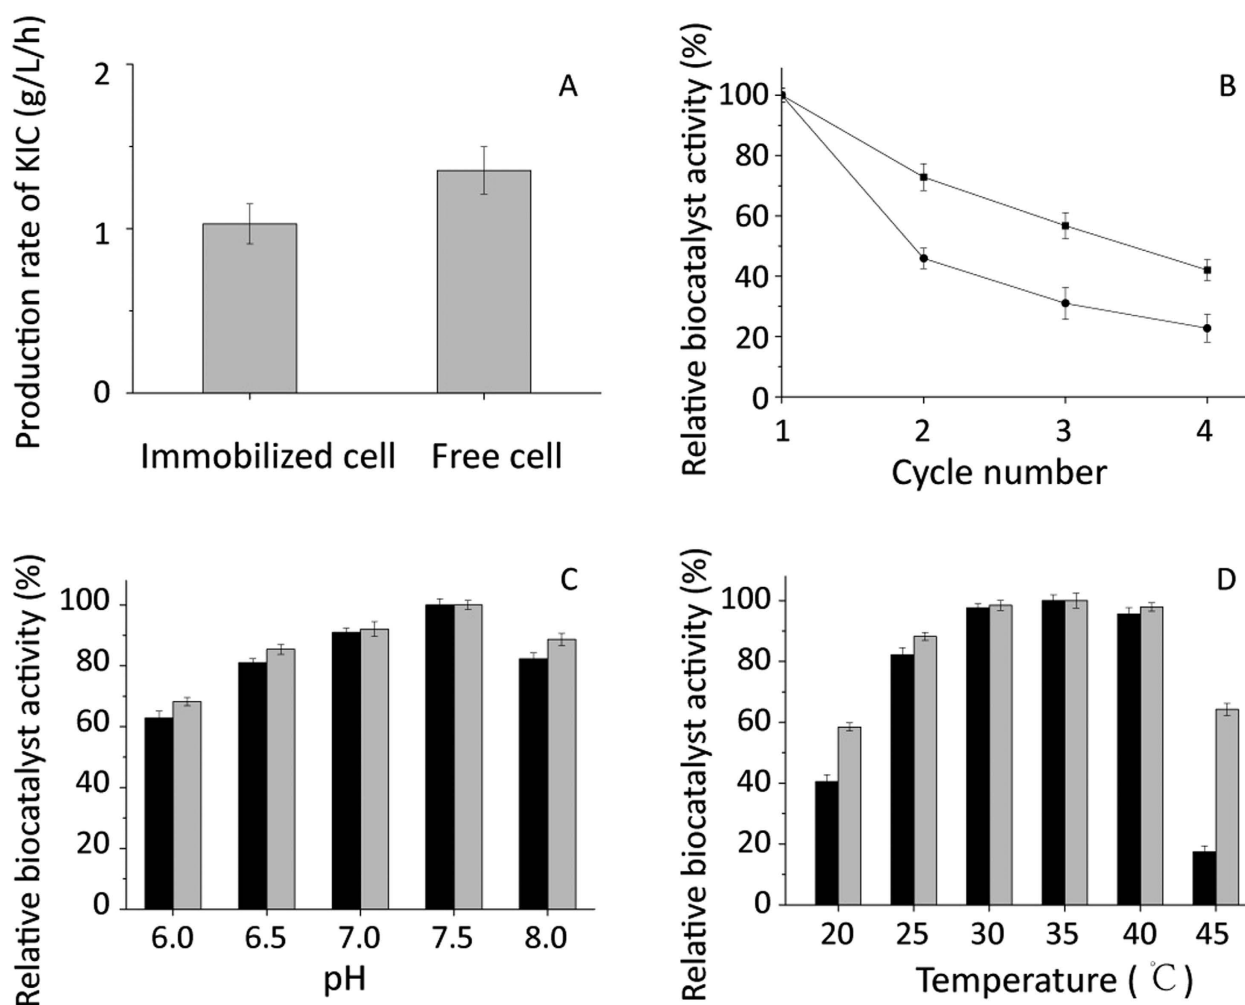 Production rate of KIC (g/L/h)
2
1
0
A
Immobilized cell
Free cell
Relative biocatalyst activity (%)
100
80
60
40
20
0
B
1 2 3 4
Cycle number
Relative biocatalyst activity (%)
100
80
60
40
20
0
C
6.0 6.5 7.0 7.5 8.0
pH
Relative biocatalyst activity (%)
100
80
60
40
20
0
D
20 25 30 35 40 45
Temperature ( ℃)